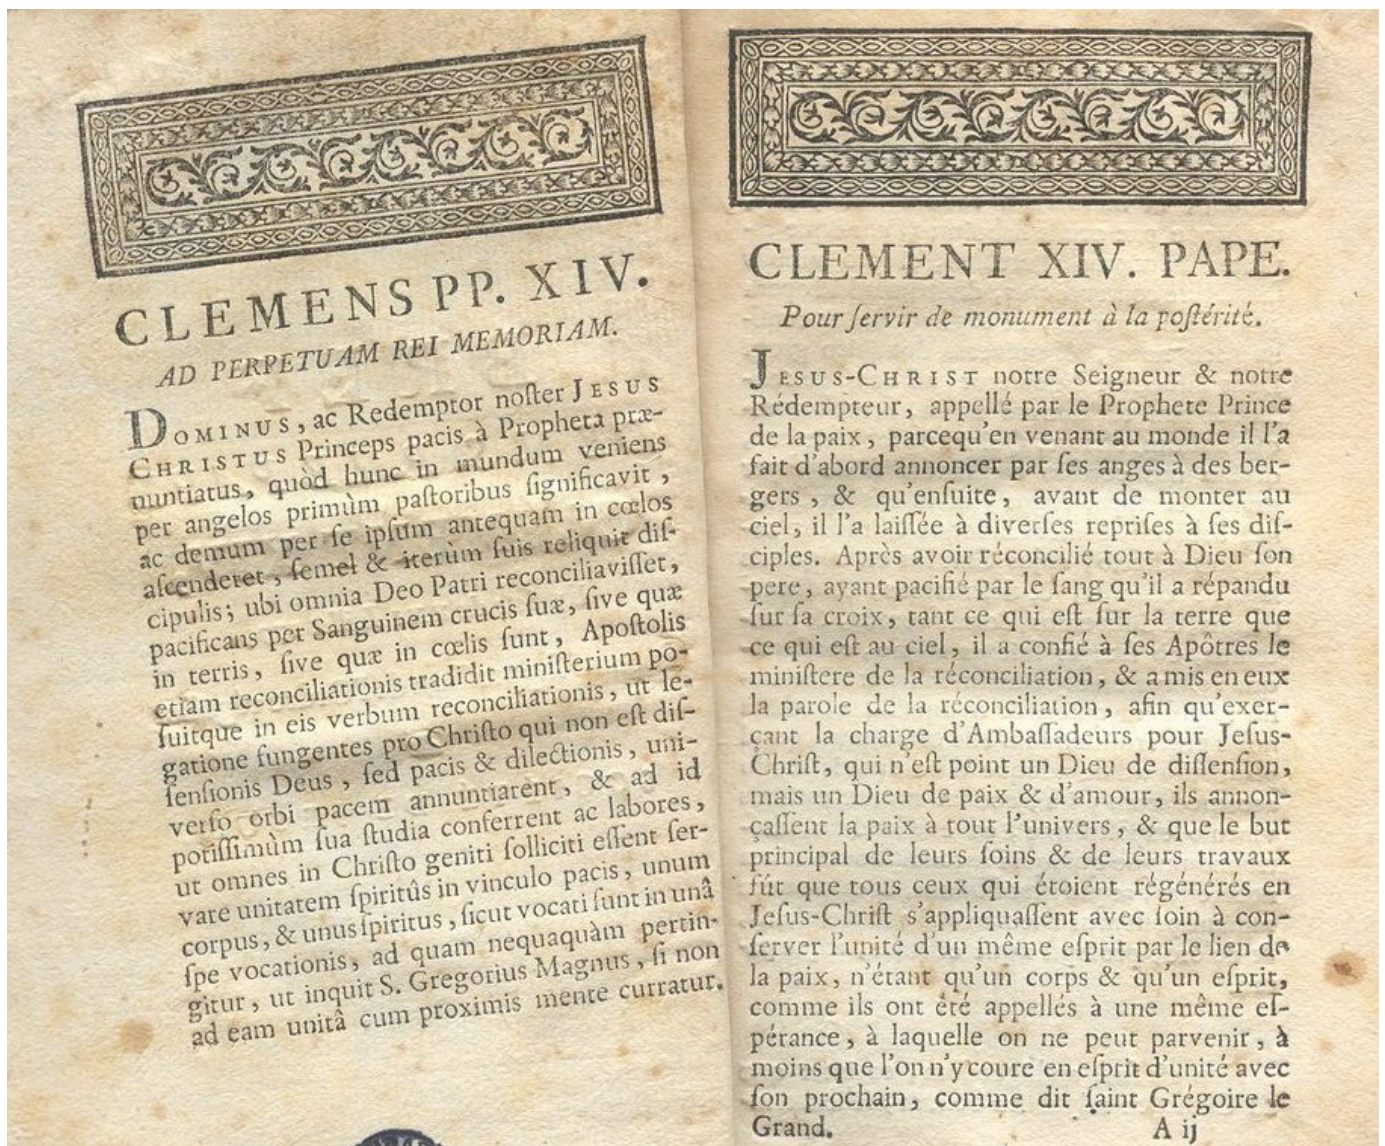 CLEMENS PP. XIV.
AD PERPETUAM REI MEMORIAM.
DOMINUS, ac Redemptor noſter JESUS
CHRISTUS Princeps pacis à Propheta præ-
nuntiatus, quòd hunc in mundum veniens
per angelos primùm paſtoribus ſignificavit,
ac demum per ſe ipſum antequam in cœlos
aſcenderet, ſemel & iterùm ſuis reliquit diſ-
cipulis; ubi omnia Deo Patri reconciliaviſſet,
pacificans per Sanguinem crucis ſuæ, ſive quæ
in terris, ſive quæ in cœlis ſunt, Apoſtolis
etiam reconciliationis tradidit miniſterium po-
ſuitque in eis verbum reconciliationis, ut le-
gatione fungentes pro Chriſto qui non eſt diſ-
ſenſionis Deus, ſed pacis & dilectionis, uni-
verſo orbi pacem annuntiarent, & ad id
potiſſimùm ſua ſtudia conferrent ac labores,
ut omnes in Chriſto geniti ſolliciti eſſent ſer-
vare unitatem ſpiritûs in vinculo pacis, unum
corpus, & unus ſpiritus, ſicut vocati ſunt in unâ
ſpe vocationis, ad quam nequaquàm pertin-
gitur, ut inquit S. Gregorius Magnus, ſi non
ad eam unitâ cum proximis mente curratur.
CLEMENT XIV. PAPE.
Pour ſervir de monument à la poſtérité.
JESUS-CHRIST notre Seigneur & notre
Rédempteur, appellé par le Prophete Prince
de la paix, parcequ'en venant au monde il l'a
fait d'abord annoncer par ſes anges à des ber-
gers, & qu'enſuite, avant de monter au
ciel, il l'a laiſſée à diverſes repriſes à ſes diſ-
ciples. Après avoir réconcilié tout à Dieu ſon
pere, ayant pacifié par le ſang qu'il a répandu
ſur ſa croix, tant ce qui eſt ſur la terre que
ce qui eſt au ciel, il a confié à ſes Apôtres le
miniſtere de la réconciliation, & a mis en eux
la parole de la réconciliation, afin qu'exer-
çant la charge d'Ambaſſadeurs pour Jeſus-
Chriſt, qui n'eſt point un Dieu de diſſenſion,
mais un Dieu de paix & d'amour, ils annon-
çaſſent la paix à tout l'univers, & que le but
principal de leurs ſoins & de leurs travaux
fût que tous ceux qui étoient régénérés en
Jeſus-Chriſt s'appliquaſſent avec ſoin à con-
ſerver l'unité d'un même eſprit par le lien de
la paix, n'étant qu'un corps & qu'un eſprit,
comme ils ont été appellés à une même eſ-
pérance, à laquelle on ne peut parvenir, à
moins que l'on n'y coure en eſprit d'unité avec
ſon prochain, comme dit ſaint Grégoire le
Grand. A ij